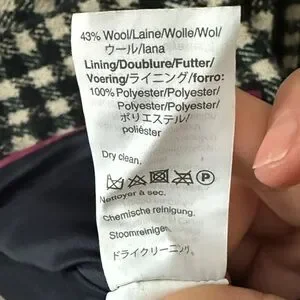 43% Wool/Laine/Wolle/Wol/
ウール/lana
Lining/Doublure/Futter/
Voering/ライニング/forro:
100% Polyester/Polyester/
Polyester/Polyester/
ポリエステル/
poliéster
Dry clean.
P
Nettoyer à sec.
Chemische reinigung.
Stoomreinigen.
ドライクリーニング。